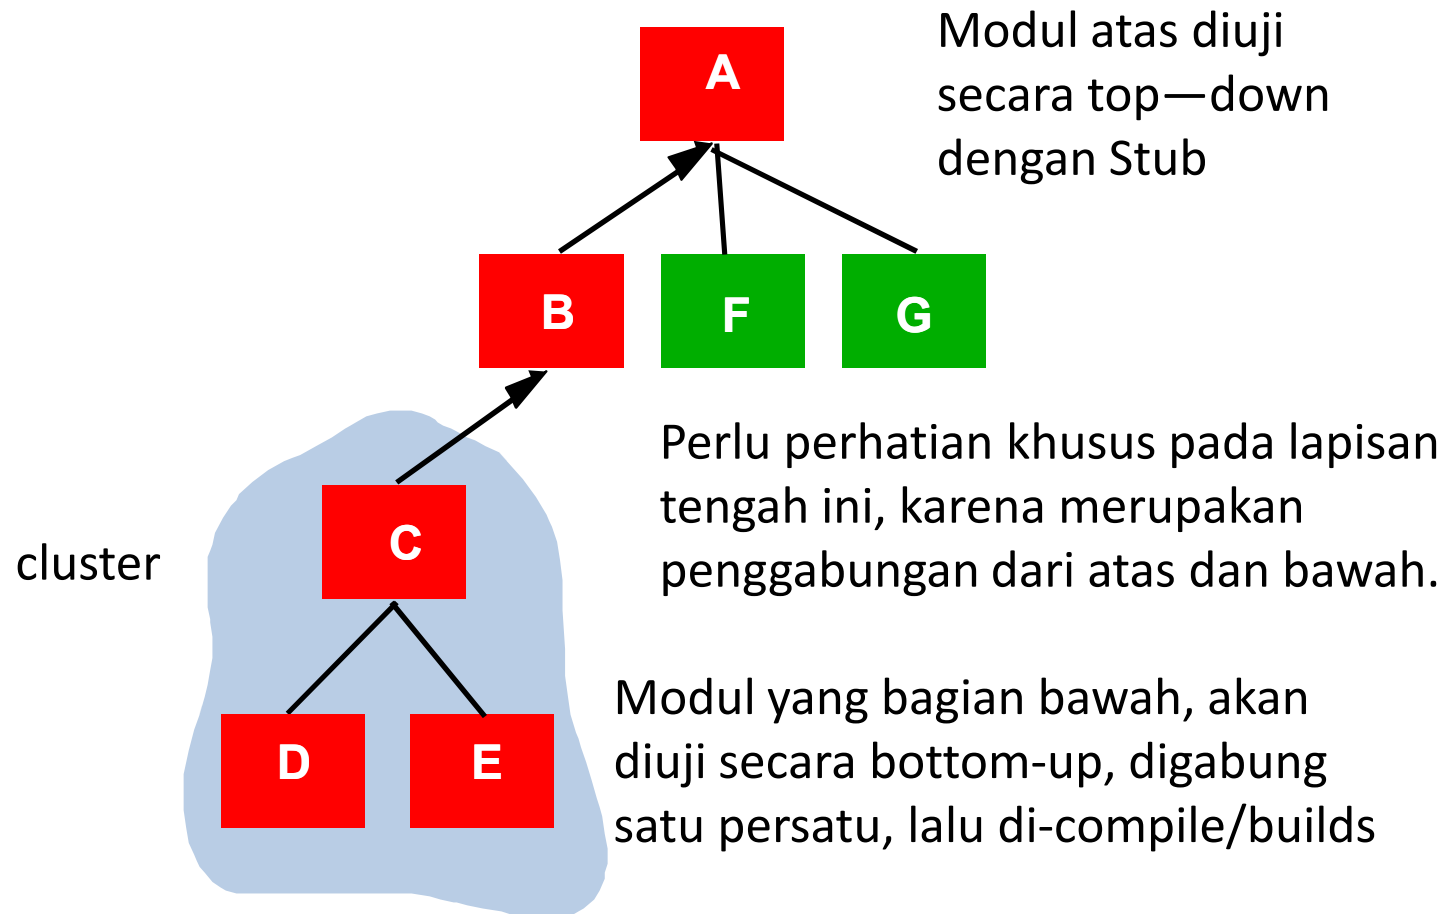 A
Modul atas diuji
secara top—down
dengan Stub
B
F
G
Perlu perhatian khusus pada lapisan
tengah ini, karena merupakan
penggabungan dari atas dan bawah.
C
cluster
Modul yang bagian bawah, akan
diuji secara bottom-up, digabung
satu persatu, lalu di-compile/builds
D
E